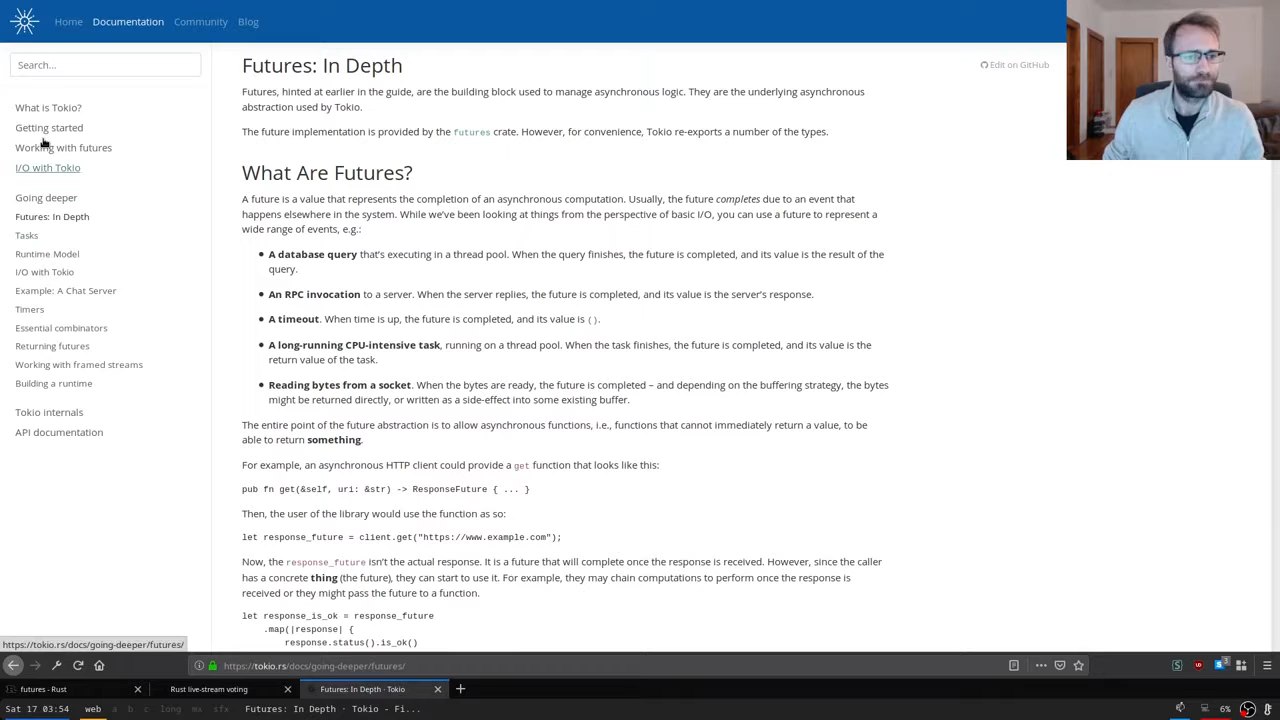 Home Documentation Community Blog
Search...
What is Tokio?
Getting started
Working with futures
I/O with Tokio
Going deeper
Futures: In Depth
Tasks
Runtime Model
I/O with Tokio
Example: A Chat Server
Timers
Essential combinators
Returning futures
Working with framed streams
Building a runtime
Tokio internals
API documentation
Futures: In Depth
Edit on GitHub
Futures, hinted at earlier in the guide, are the building block used to manage asynchronous logic. They are the underlying asynchronous
abstraction used by Tokio.
The future implementation is provided by the futures crate. However, for convenience, Tokio re-exports a number of the types.
What Are Futures?
A future is a value that represents the completion of an asynchronous computation. Usually, the future completes due to an event that
happens elsewhere in the system. While we've been looking at things from the perspective of basic I/O, you can use a future to represent a
wide range of events, e.g.:
• A database query that's executing in a thread pool. When the query finishes, the future is completed, and its value is the result of the
query.
• An RPC invocation to a server. When the server replies, the future is completed, and its value is the server's response.
• A timeout. When time is up, the future is completed, and its value is ().
• A long-running CPU-intensive task, running on a thread pool. When the task finishes, the future is completed, and its value is the
return value of the task.
• Reading bytes from a socket. When the bytes are ready, the future is completed – and depending on the buffering strategy, the bytes
might be returned directly, or written as a side-effect into some existing buffer.
The entire point of the future abstraction is to allow asynchronous functions, i.e., functions that cannot immediately return a value, to be
able to return something.
For example, an asynchronous HTTP client could provide a get function that looks like this:
pub fn get(&self, uri: &str) -> ResponseFuture { ... }
Then, the user of the library would use the function as so:
let response_future = client.get("https://www.example.com");
Now, the response_future isn't the actual response. It is a future that will complete once the response is received. However, since the caller
has a concrete thing (the future), they can start to use it. For example, they may chain computations to perform once the response is
received or they might pass the future to a function.
let response_is_ok = response_future
.map(|response| {
response.status().is_ok()
https://tokio.rs/docs/going-deeper/futures/
https://tokio.rs/docs/going-deeper/futures/
futures - Rust
Rust live-stream voting
Futures: In Depth · Tokio
Sat 17 03:54 web a b c long mx sfx Futures: In Depth · Tokio - Fi... 6%